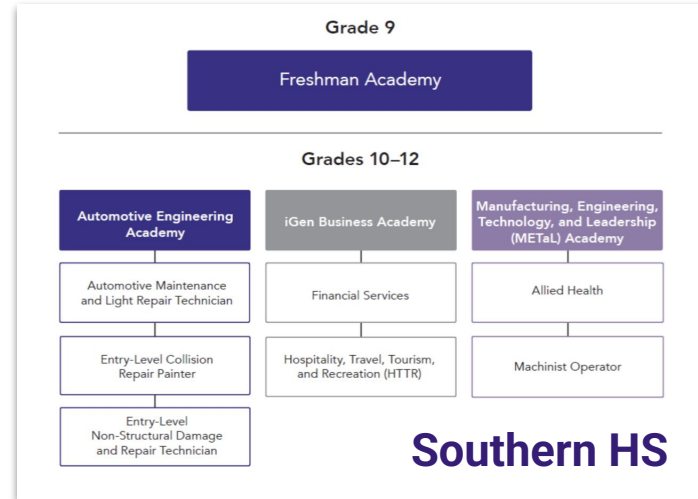 Grade 9
Freshman Academy
Grades 10–12
Automotive Engineering
Academy
Automotive Maintenance
and Light Repair Technician
Entry-Level Collision
Repair Painter
Entry-Level
Non-Structural Damage
and Repair Technician
iGen Business Academy
Financial Services
Hospitality, Travel, Tourism,
and Recreation (HTTR)
Manufacturing, Engineering,
Technology, and Leadership
(METaL) Academy
Allied Health
Machinist Operator
Southern HS